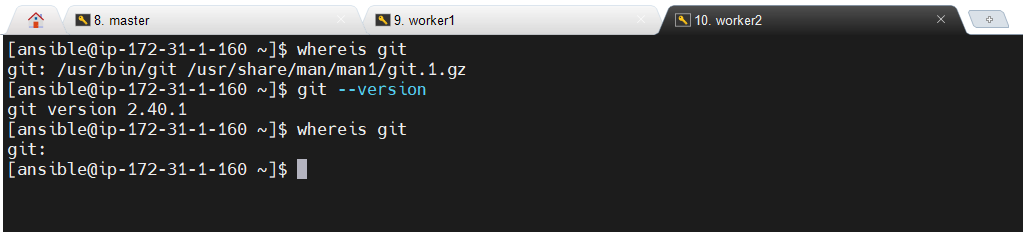 8. master
9. worker1
10. worker2
[ansible@ip-172-31-1-160 ~]$ whereis git
git: /usr/bin/git /usr/share/man/man1/git.1.gz
[ansible@ip-172-31-1-160 ~]$ git --version
git version 2.40.1
[ansible@ip-172-31-1-160 ~]$ whereis git
git:
[ansible@ip-172-31-1-160 ~]$